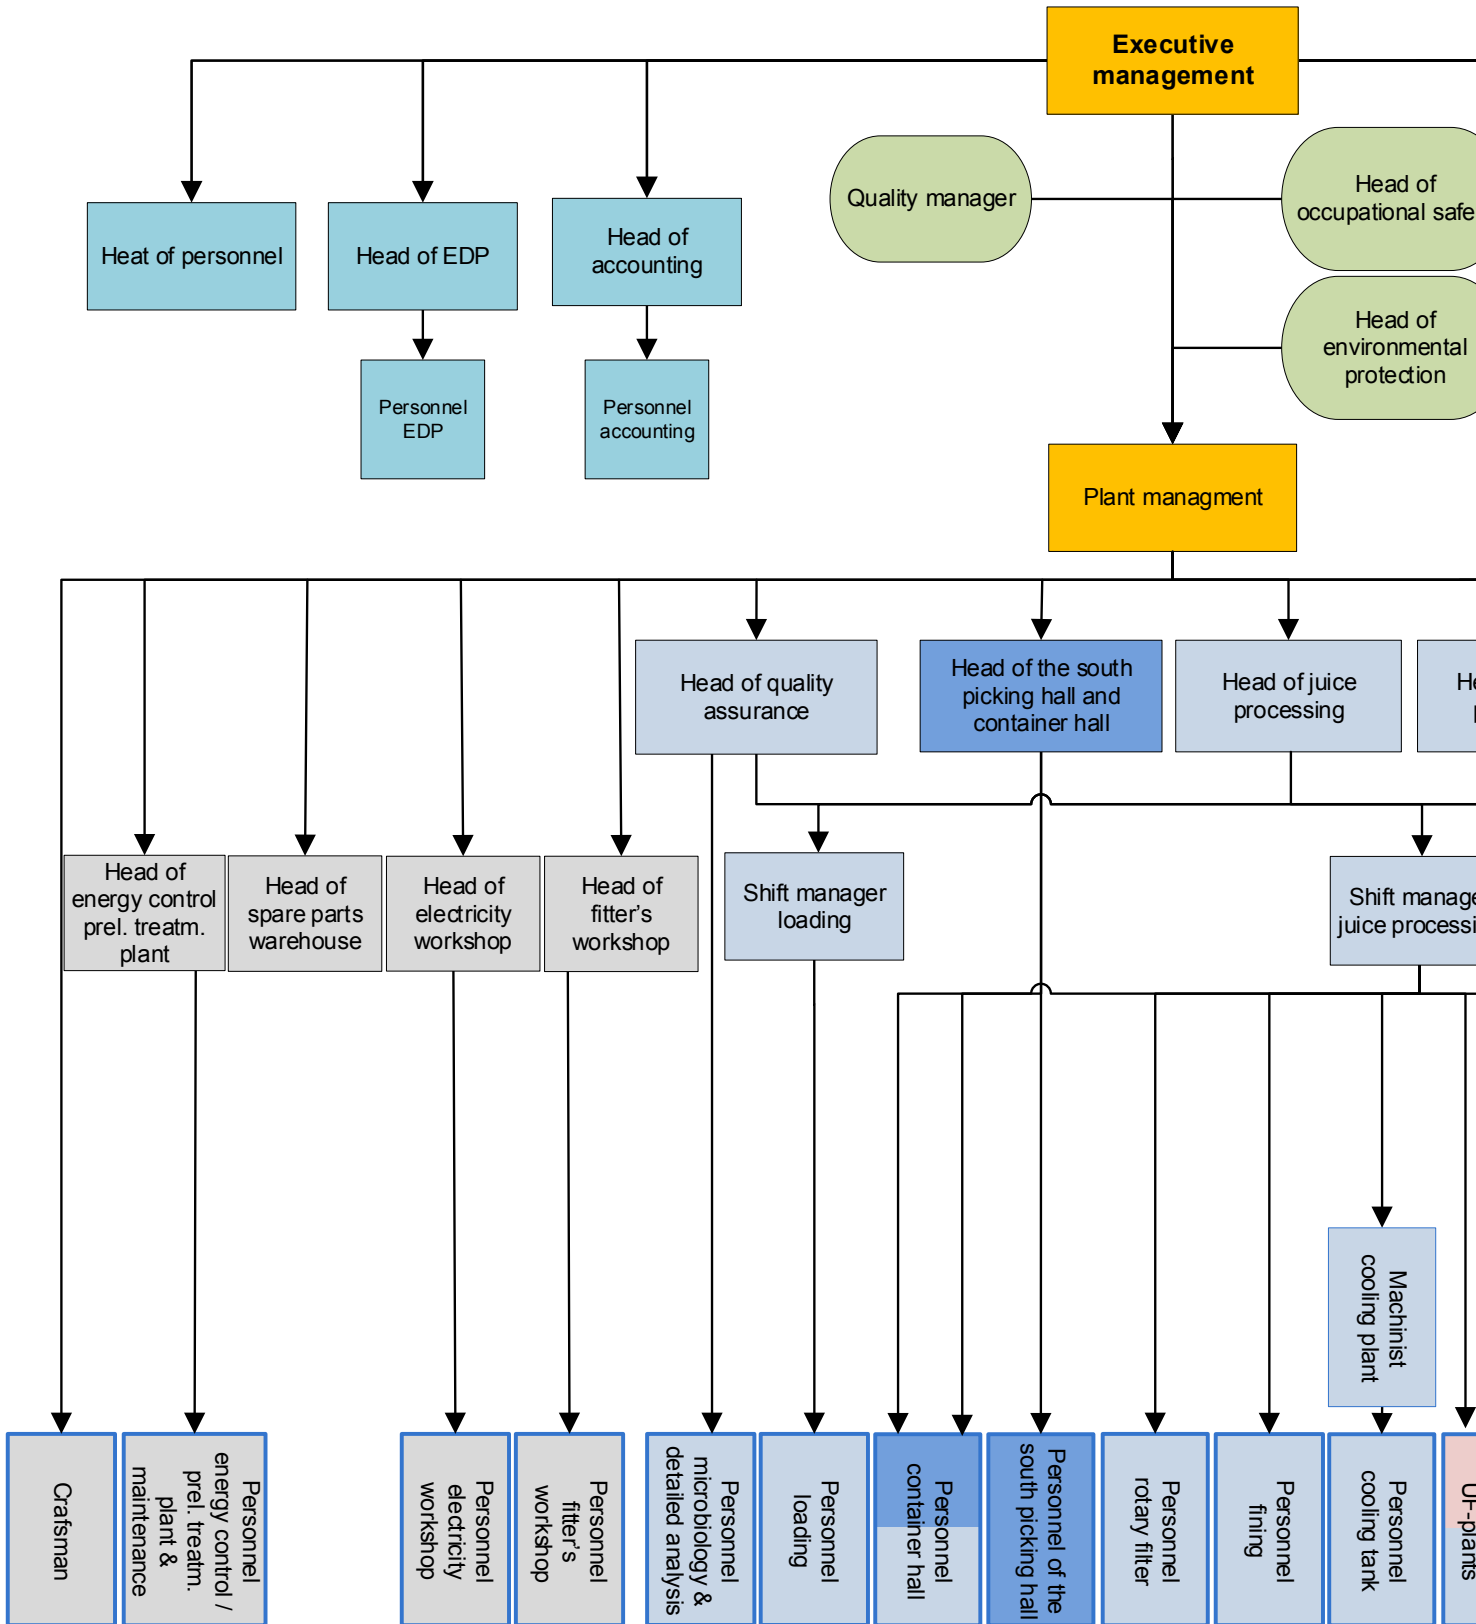 Executive
management
Quality manager
Head of
occupational safe
Heat of personnel
Head of EDP
Head of
accounting
Head of
environmental
protection
Personnel
EDP
Personnel
accounting
Plant managment
Head of quality
assurance
Head of the south
picking hall and
container hall
Head of juice
processing
Head of
energy control
prel. treatm.
plant
Head of
spare parts
warehouse
Head of
electricity
workshop
Head of
fitter's
workshop
Shift manager
loading
Shift manage
juice processi
Machinist
cooling plant
Crafsman
Personnel
energy control /
prel. treatm.
plant &
maintenance
Personnel
electricity
workshop
Personnel
fitter's
workshop
Personnel
microbiology &
detailed analysis
Personnel
loading
Personnel
container hall
Personnel of the
south picking hall
Personnel
rotary filter
Personnel
fining
Personnel
cooling tank
UF-plants